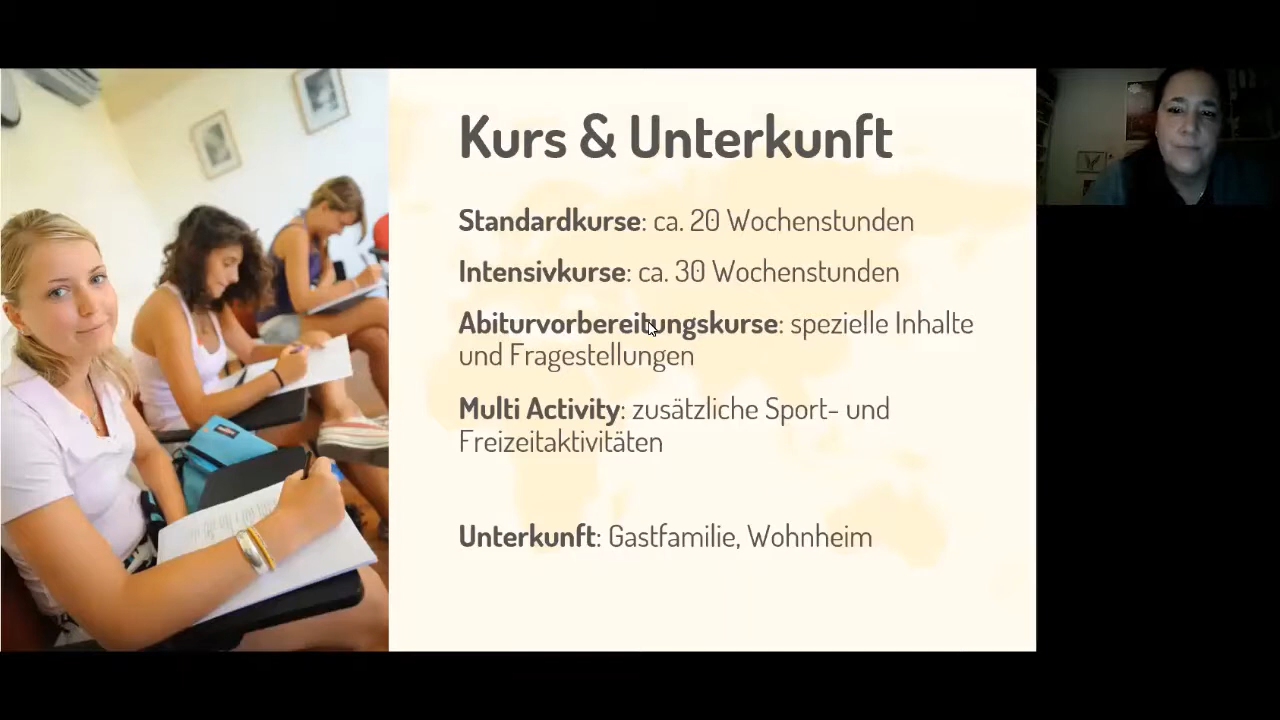 Kurs & Unterkunft
Standardkurse: ca. 20 Wochenstunden
Intensivkurse: ca. 30 Wochenstunden
Abiturvorbereitungskurse: spezielle Inhalte
und Fragestellungen
Multi Activity: zusätzliche Sport- und
Freizeitaktivitäten
Unterkunft: Gastfamilie, Wohnheim